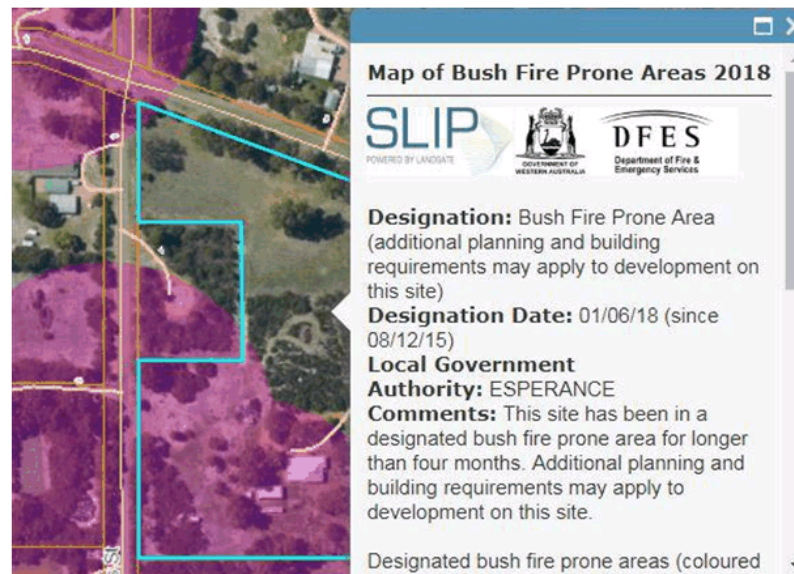 Map of Bush Fire Prone Areas 2018
SLIP
POWERED BY LANDGATE
GOVERNMENT OF
WESTERN AUSTRALIA
DFES
Department of Fire &
Emergency Services
Designation: Bush Fire Prone Area
(additional planning and building
requirements may apply to development on
this site)
Designation Date: 01/06/18 (since
08/12/15)
Local Government
Authority: ESPERANCE
Comments: This site has been in a
designated bush fire prone area for longer
than four months. Additional planning and
building requirements may apply to
development on this site.
Designated bush fire prone areas (coloured